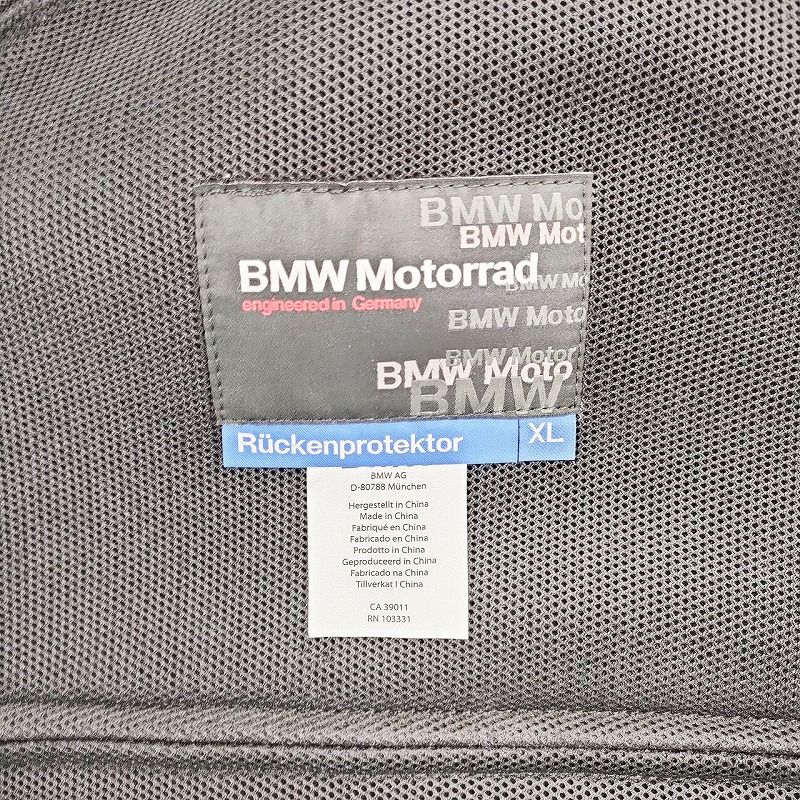 BMW Mo
BMW Mot
BMW Motorrad
BMW Mo
engineered in Germany
BMW Moto
BMW Motor
BMW Moto
BMW
Rückenprotektor XL
BMW AG
D-80788 München
Hergestellt in China
Made in China
Fabriqué en China
Fabricado en China
Prodotto in China
Geproduceerd in China
Fabricado na China
Tillverkat I China
CA 39011
RN 103331